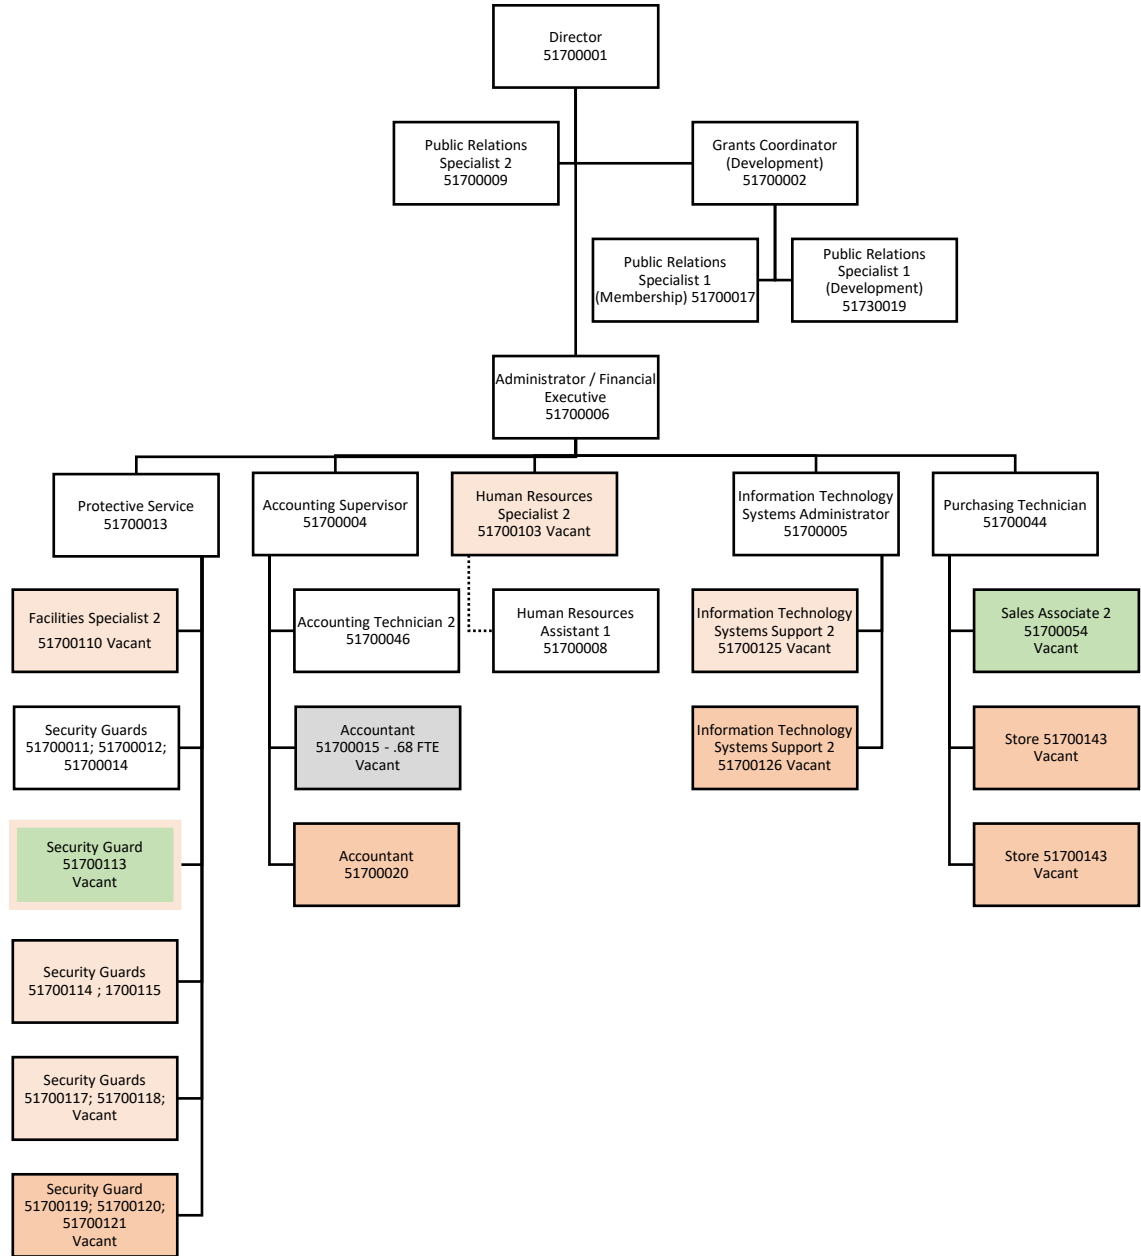 Director
51700001
Public Relations
Specialist 2
51700009
Grants Coordinator
(Development)
51700002
Public Relations
Specialist 1
(Membership) 51700017
Public Relations
Specialist 1
(Development)
51730019
Administrator / Financial
Executive
51700006
Protective Service
51700013
Accounting Supervisor
51700004
Human Resources
Specialist 2
51700103 Vacant
Information Technology
Systems Administrator
51700005
Purchasing Technician
51700044
Facilities Specialist 2
51700110 Vacant
Accounting Technician 2
51700046
Human Resources
Assistant 1
51700008
Information Technology
Systems Support 2
51700125 Vacant
Sales Associate 2
51700054
Vacant
Security Guards
51700011; 51700012;
51700014
Accountant
51700015 - .68 FTE
Vacant
Information Technology
Systems Support 2
51700126 Vacant
Store 51700143
Vacant
Security Guard
51700113
Vacant
Accountant
51700020
Store 51700143
Vacant
Security Guards
51700114 ; 1700115
Security Guards
51700117; 51700118;
Vacant
Security Guard
51700119; 51700120;
51700121
Vacant